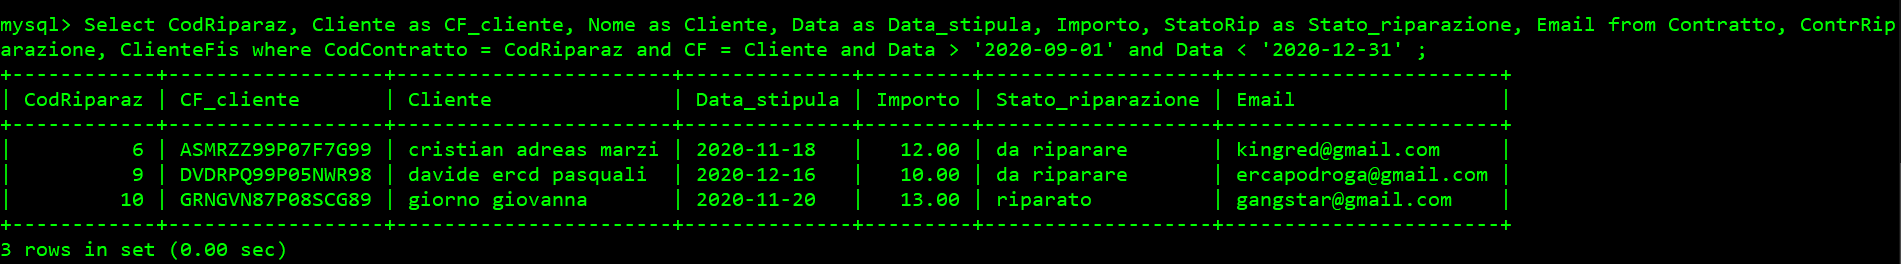 mysql> Select CodRiparaz, Cliente as CF_cliente, Nome as Cliente, Data as Data_stipula, Importo, StatoRip as Stato_riparazione, Email from Contratto, ContrRip
arazione, ClienteFis where CodContratto = CodRiparaz and CF = Cliente and Data > '2020-09-01' and Data < '2020-12-31' ;
+------------+------------------+-----------------------+--------------+---------+-------------------+-----------------------+
| CodRiparaz | CF_cliente       | Cliente               | Data_stipula | Importo | Stato_riparazione | Email                 |
+------------+------------------+-----------------------+--------------+---------+-------------------+-----------------------+
|          6 | ASMRZZ99P07F7G99 | cristian adreas marzi | 2020-11-18   |   12.00 | da riparare       | kingred@gmail.com     |
|          9 | DVDRPQ99P05NWR98 | davide ercd pasquali  | 2020-12-16   |   10.00 | da riparare       | ercapodroga@gmail.com |
|         10 | GRNGVN87P08SCG89 | giorno giovanna       | 2020-11-20   |   13.00 | riparato          | gangstar@gmail.com    |
+------------+------------------+-----------------------+--------------+---------+-------------------+-----------------------+
3 rows in set (0.00 sec)